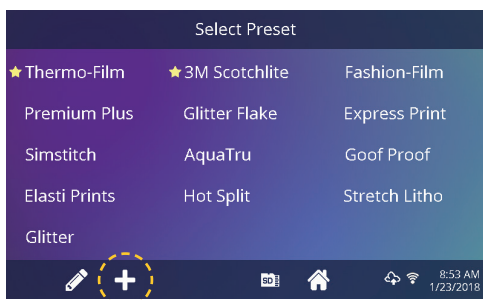 Select Preset
Thermo-Film
3M Scotchlite
Fashion-Film
Premium Plus
Glitter Flake
Express Print
Simstitch
AquaTru
Goof Proof
Elasti Prints
Hot Split
Stretch Litho
Glitter
SD
8:53 AM
1/23/2018